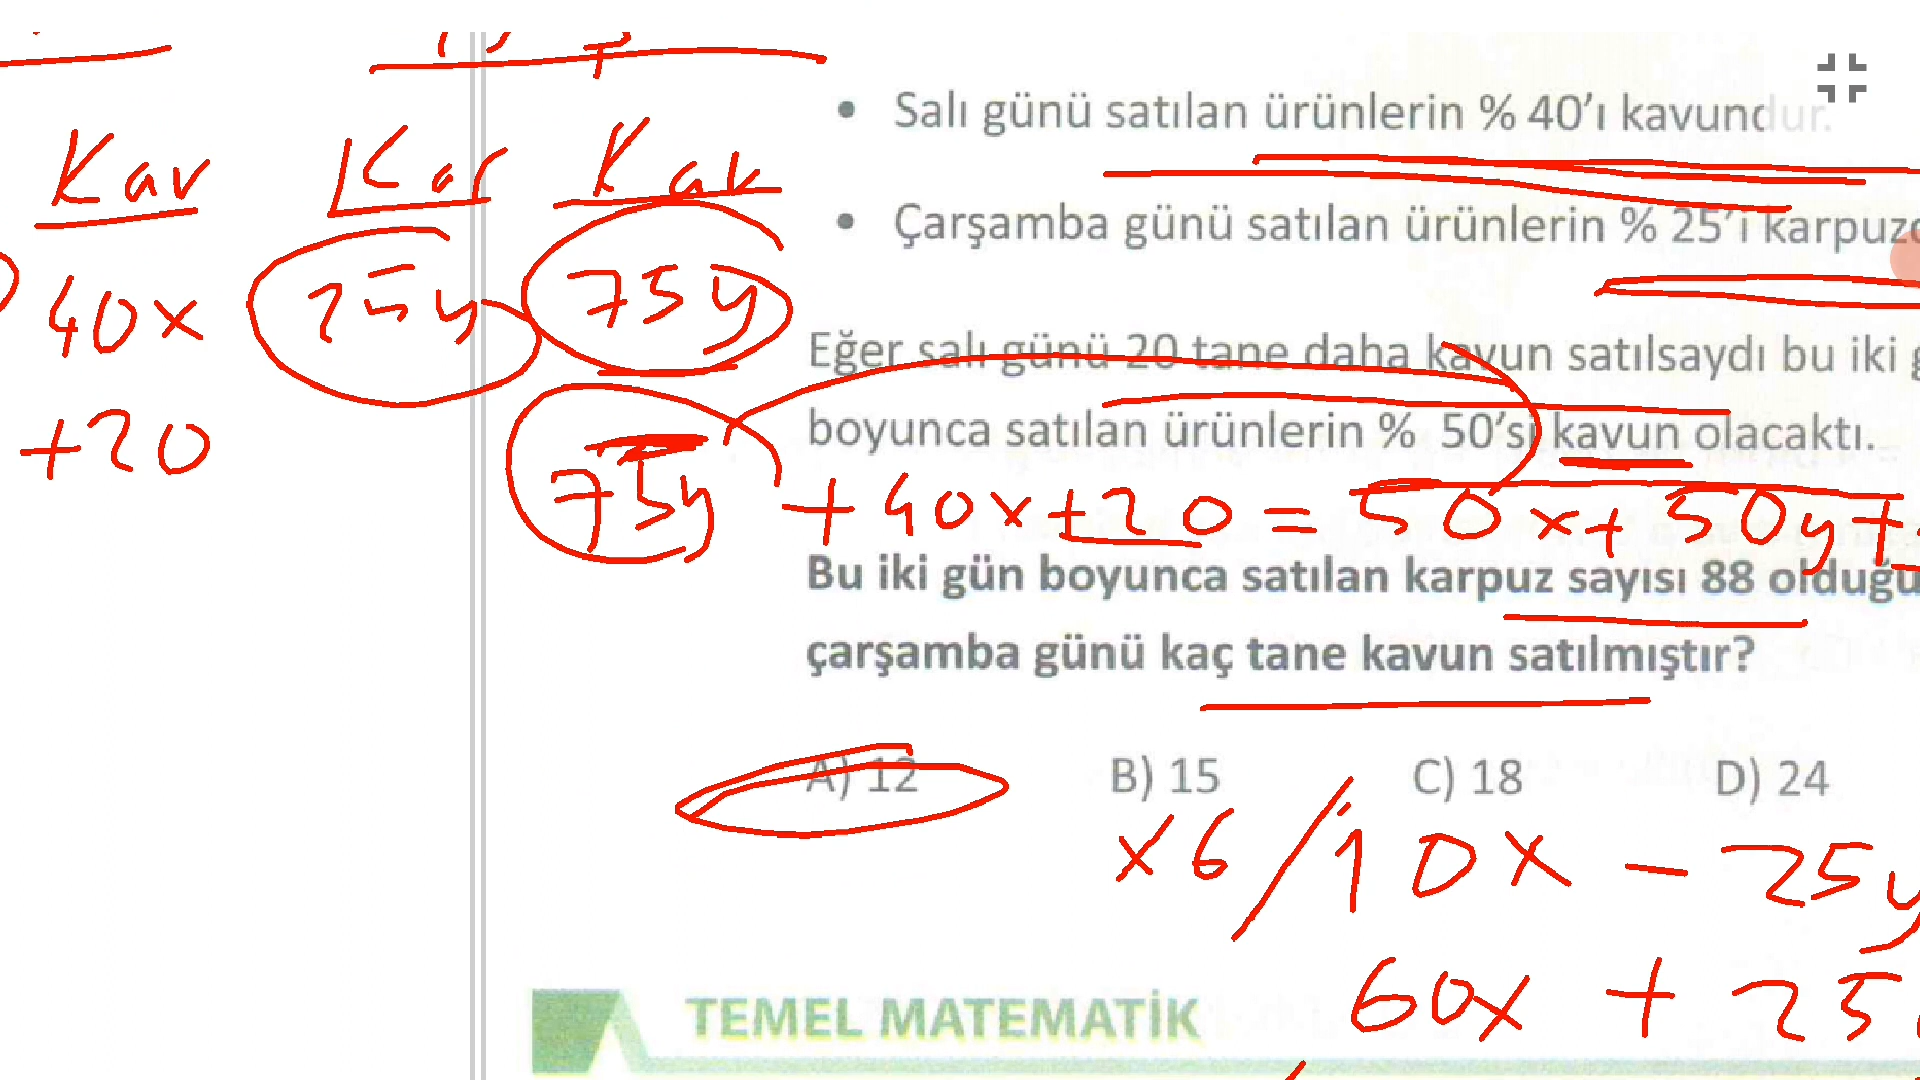 • Salı günü satılan ürünlerin % 40'ı kavundur.
Kav Kar Kav
• Çarşamba günü satılan ürünlerin % 25'i karpuzd
40x 25y 75y
Eğer salı günü 20 tane daha kavun satılsaydı bu iki g
+20
boyunca satılan ürünlerin % 50'si kavun olacaktı.
75y + 40x + 20 = 50x + 50y +
Bu iki gün boyunca satılan karpuz sayısı 88 olduğu
çarşamba günü kaç tane kavun satılmıştır?
A) 12 B) 15 C) 18 D) 24
x6 / 10x - 25y
60x + 25
TEMEL MATEMATİK